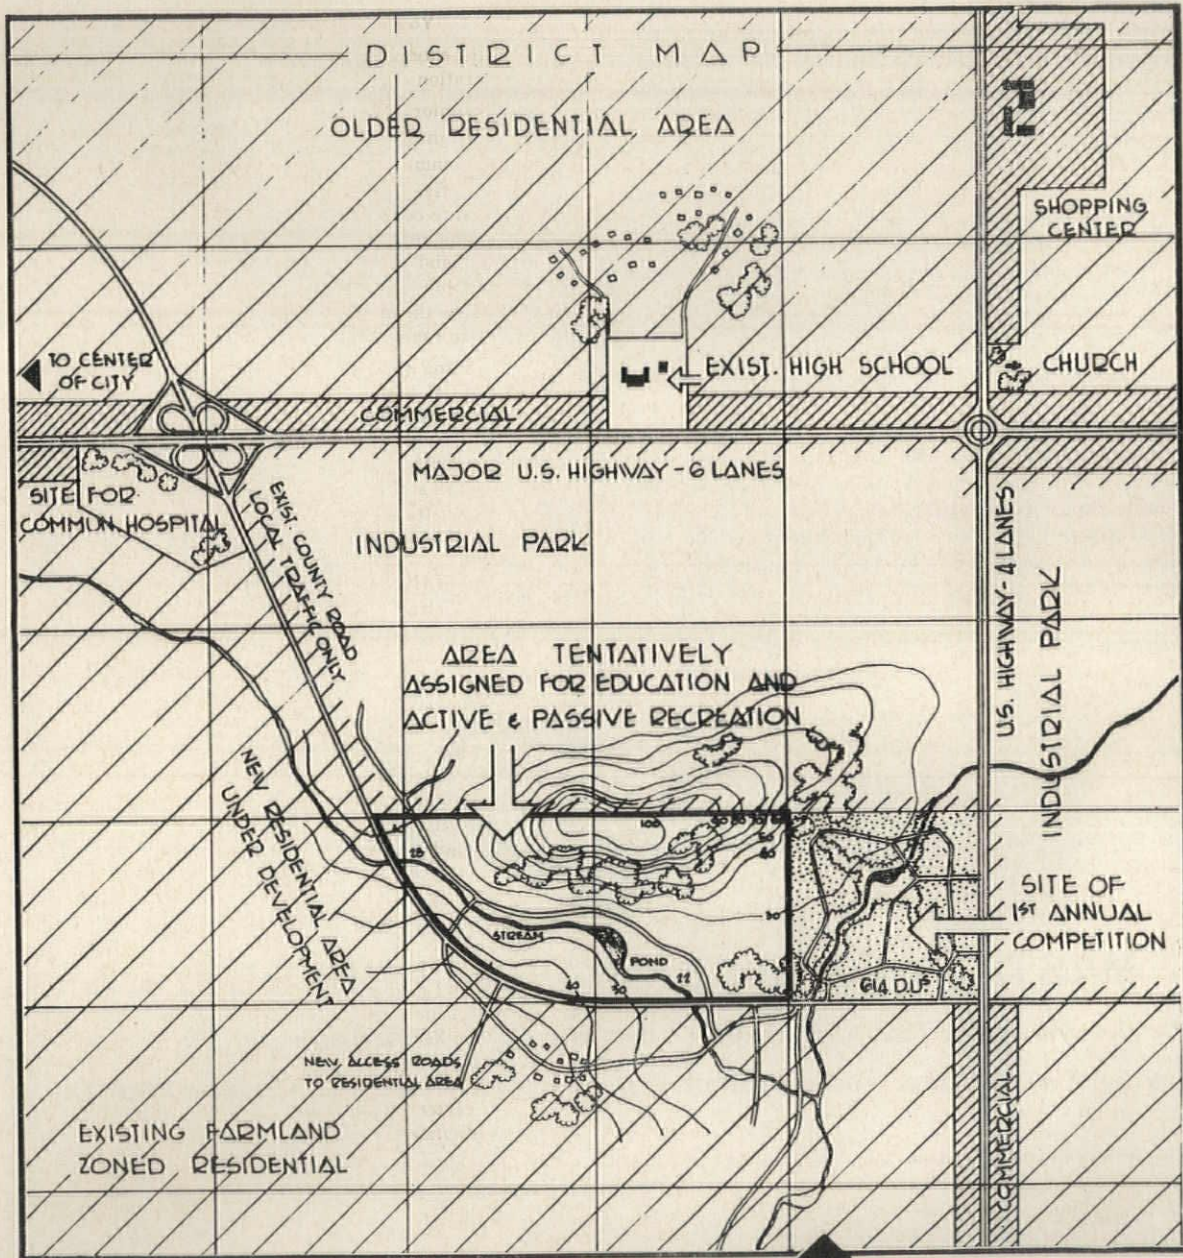 DISTRICT MAP
OLDER RESIDENTIAL AREA
SHOPPING
CENTER
TO CENTER
OF CITY
EXIST. HIGH SCHOOL
CHURCH
COMMERCIAL
MAJOR U.S. HIGHWAY - 6 LANES
SITE FOR
COMMUN. HOSPITAL
EXIST. COUNTY ROAD
LOCAL TRAFFIC ONLY
INDUSTRIAL PARK
U.S. HIGHWAY - 4 LANES
INDUSTRIAL PARK
AREA TENTATIVELY
ASSIGNED FOR EDUCATION AND
ACTIVE & PASSIVE RECREATION
NEW RESIDENTIAL AREA
UNDER DEVELOPMENT
100
SITE OF
1ST ANNUAL
COMPETITION
STREAM
POND
22
614 D.U.S
NEW ACCESS ROADS
TO RESIDENTIAL AREA
COMMERCIAL
EXISTING FARMLAND
ZONED RESIDENTIAL